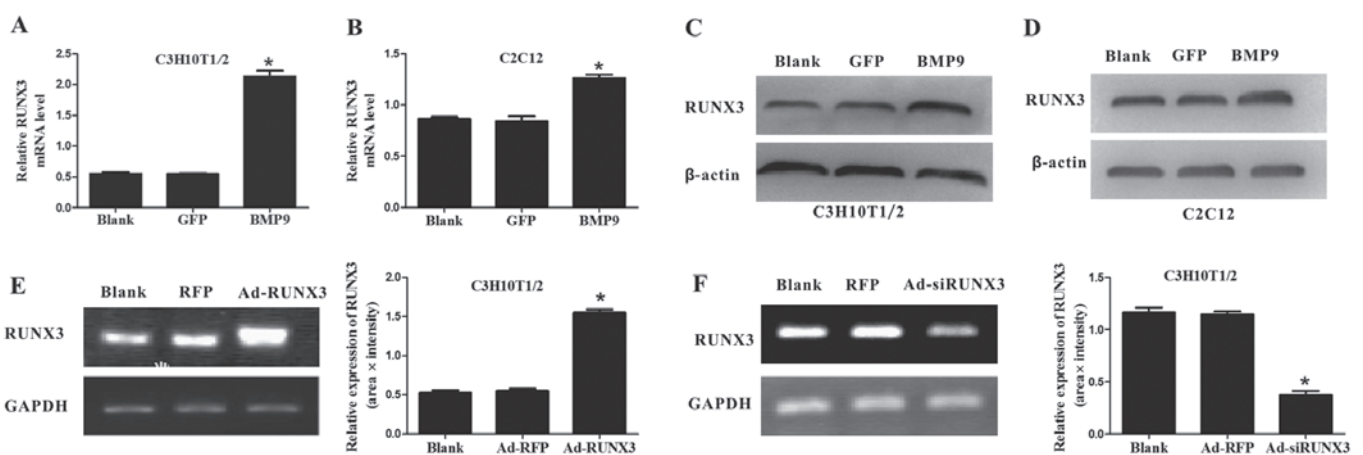 A
C3H10T1/2
Relative RUNX3
mRNA level
2.5
2.0
1.5
1.0
0.5
0.0
*
Blank GFP BMP9
B
C2C12
Relative RUNX3
mRNA level
1.5
1.0
0.5
0.0
*
Blank GFP BMP9
C
Blank GFP BMP9
RUNX3
β-actin
C3H10T1/2
D
Blank GFP BMP9
RUNX3
β-actin
C2C12
E
Blank RFP Ad-RUNX3
RUNX3
GAPDH
C3H10T1/2
Relative expression of RUNX3
(area × intensity)
2.0
1.5
1.0
0.5
0.0
*
Blank Ad-RFP Ad-RUNX3
F
Blank RFP Ad-siRUNX3
RUNX3
GAPDH
C3H10T1/2
Relative expression of RUNX3
(area × intensity)
1.5
1.0
0.5
0.0
*
Blank Ad-RFP Ad-siRUNX3